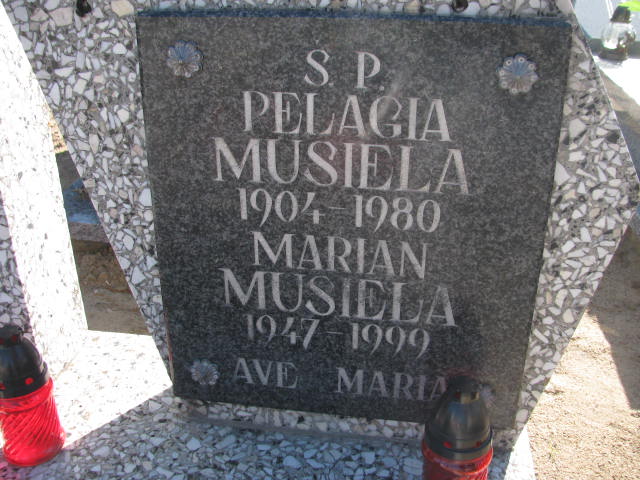 Ś. P.
PELAGIA
MUSIELA
1904-1980
MARIAN
MUSIELA
1947-1999
AVE MARIA